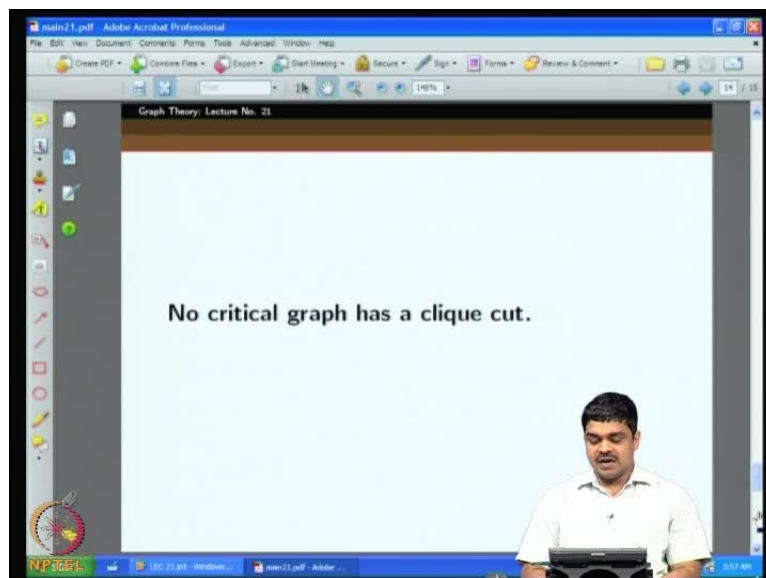 main21.pdf - Adobe Acrobat Professional
File Edit View Document Comments Forms Tools Advanced Window Help
Create PDF Combine Files Export Start Meeting Secure Sign Forms Review & Comment
146%
14 / 15
Graph Theory: Lecture No. 21
No critical graph has a clique cut.
NPTEL
LEC 21.jnt - Windows...
main21.pdf - Adobe ...
3:57 AM